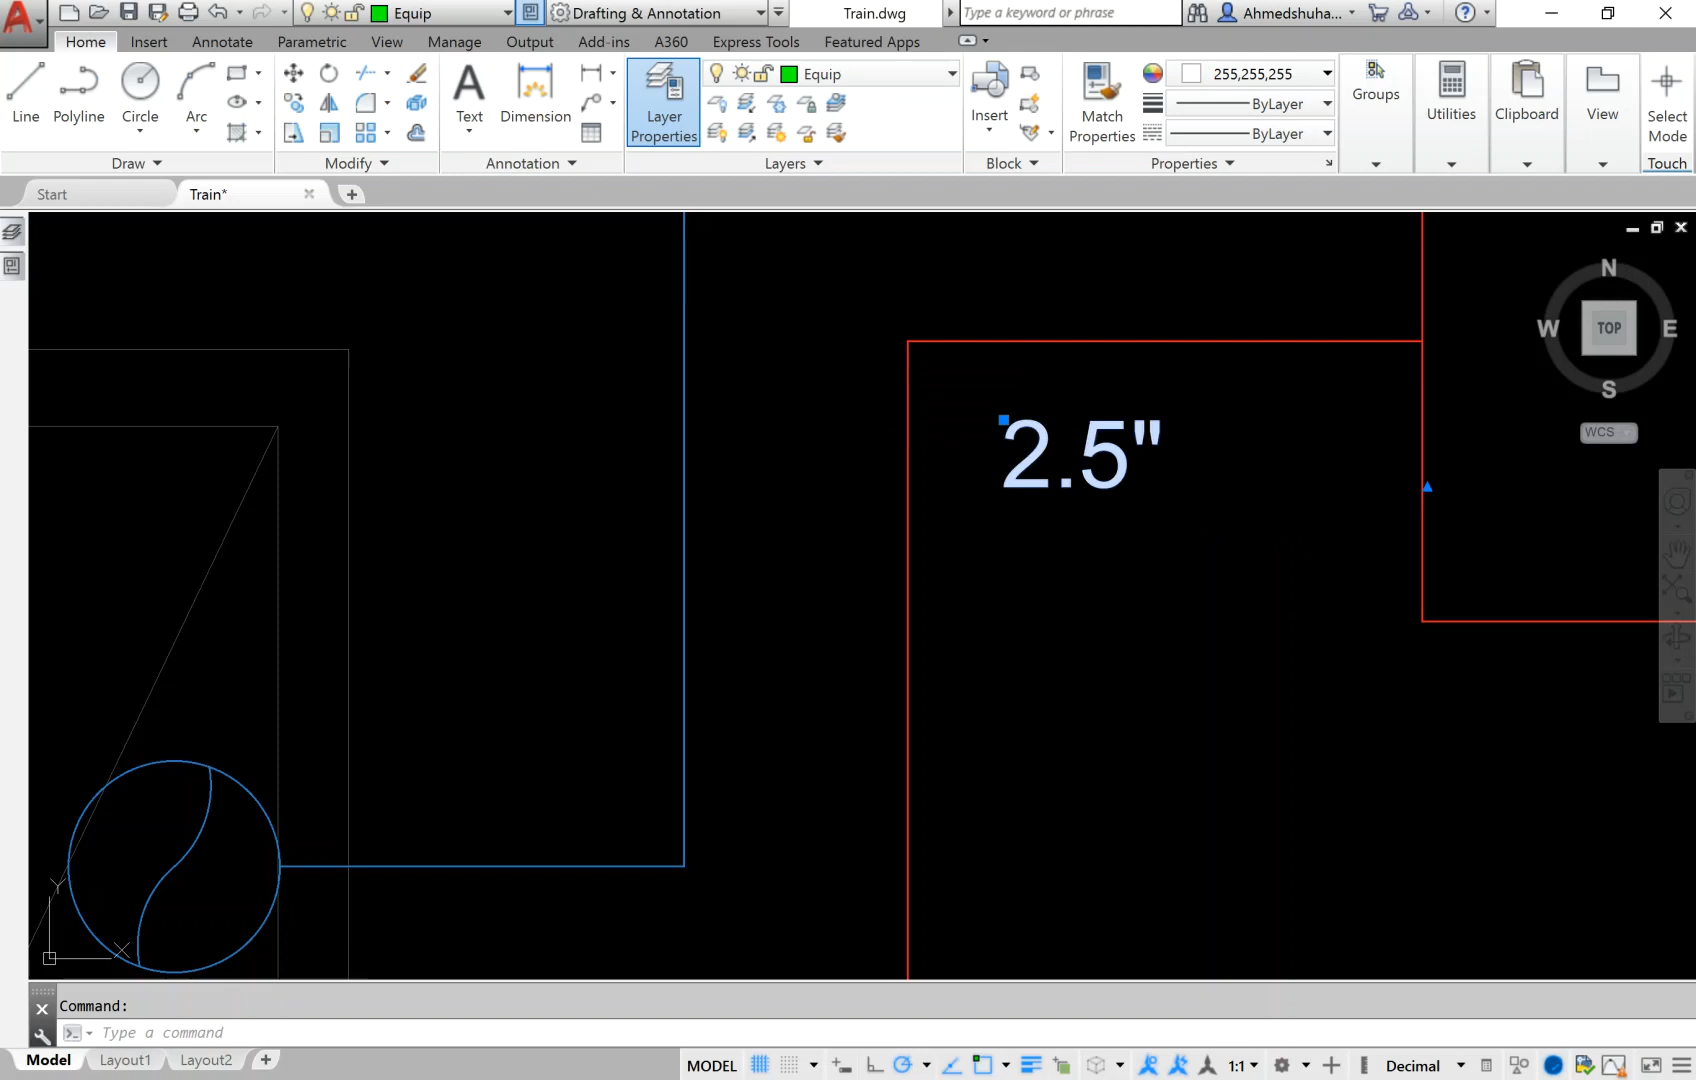 Equip
Drafting & Annotation
Train.dwg
Type a keyword or phrase
Ahmedshuha...
Home
Insert
Annotate
Parametric
View
Manage
Output
Add-ins
A360
Express Tools
Featured Apps
Line
Polyline
Circle
Arc
Text
Dimension
Layer Properties
Equip
Insert
Match Properties
255,255,255
ByLayer
ByLayer
Groups
Utilities
Clipboard
View
Select Mode
Draw
Modify
Annotation
Layers
Block
Properties
Touch
Start
Train*
N
W
TOP
E
S
WCS
2.5"
Y
X
Command:
Type a command
Model
Layout1
Layout2
MODEL
1:1
Decimal